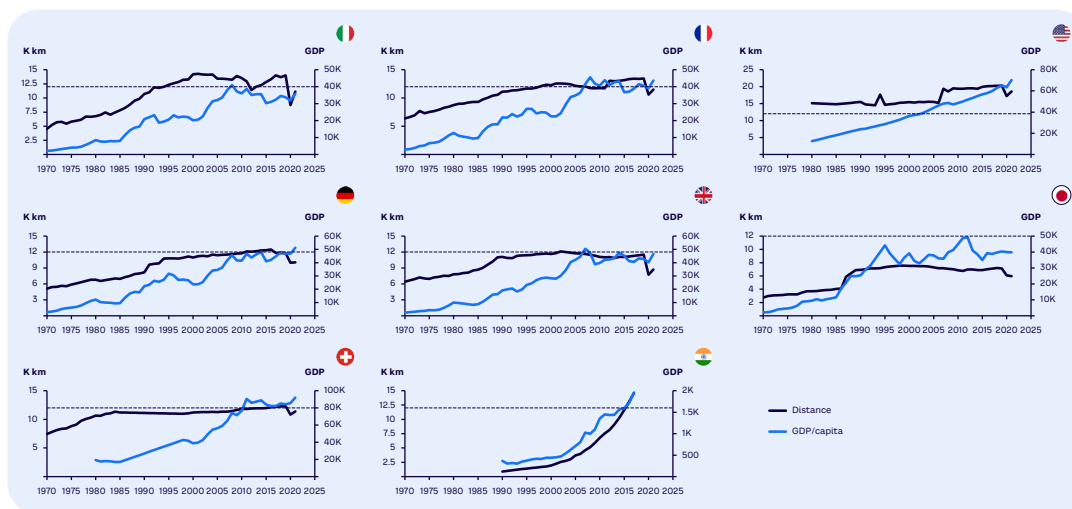 K km
GDP
15
12.5
10
7.5
5
2.5
50K
40K
30K
20K
10K
1970 1975 1980 1985 1990 1995 2000 2005 2010 2015 2020 2025
K km
GDP
15
12.5
10
5
50K
40K
30K
20K
10K
1970 1975 1980 1985 1990 1995 2000 2005 2010 2015 2020 2025
GDP
25
20
15
10
5
80K
60K
40K
20K
1970 1975 1980 1985 1990 1995 2000 2005 2010 2015 2020 2025
K km
GDP
15
12
9
6
3
60K
50K
40K
30K
20K
10K
1970 1975 1980 1985 1990 1995 2000 2005 2010 2015 2020 2025
K km
GDP
15
12
9
6
3
60K
50K
40K
30K
20K
10K
1970 1975 1980 1985 1990 1995 2000 2005 2010 2015 2020 2025
K km
GDP
12
10
8
6
4
2
50K
40K
30K
20K
10K
1970 1975 1980 1985 1990 1995 2000 2005 2010 2015 2020 2025
K km
GDP
15
12.5
10
5
100K
80K
60K
40K
20K
1970 1975 1980 1985 1990 1995 2000 2005 2010 2015 2020 2025
K km
GDP
15
12.5
10
7.5
5
2.5
2K
1.5K
1K
500
1970 1975 1980 1985 1990 1995 2000 2005 2010 2015 2020 2025
Distance
GDP/capita